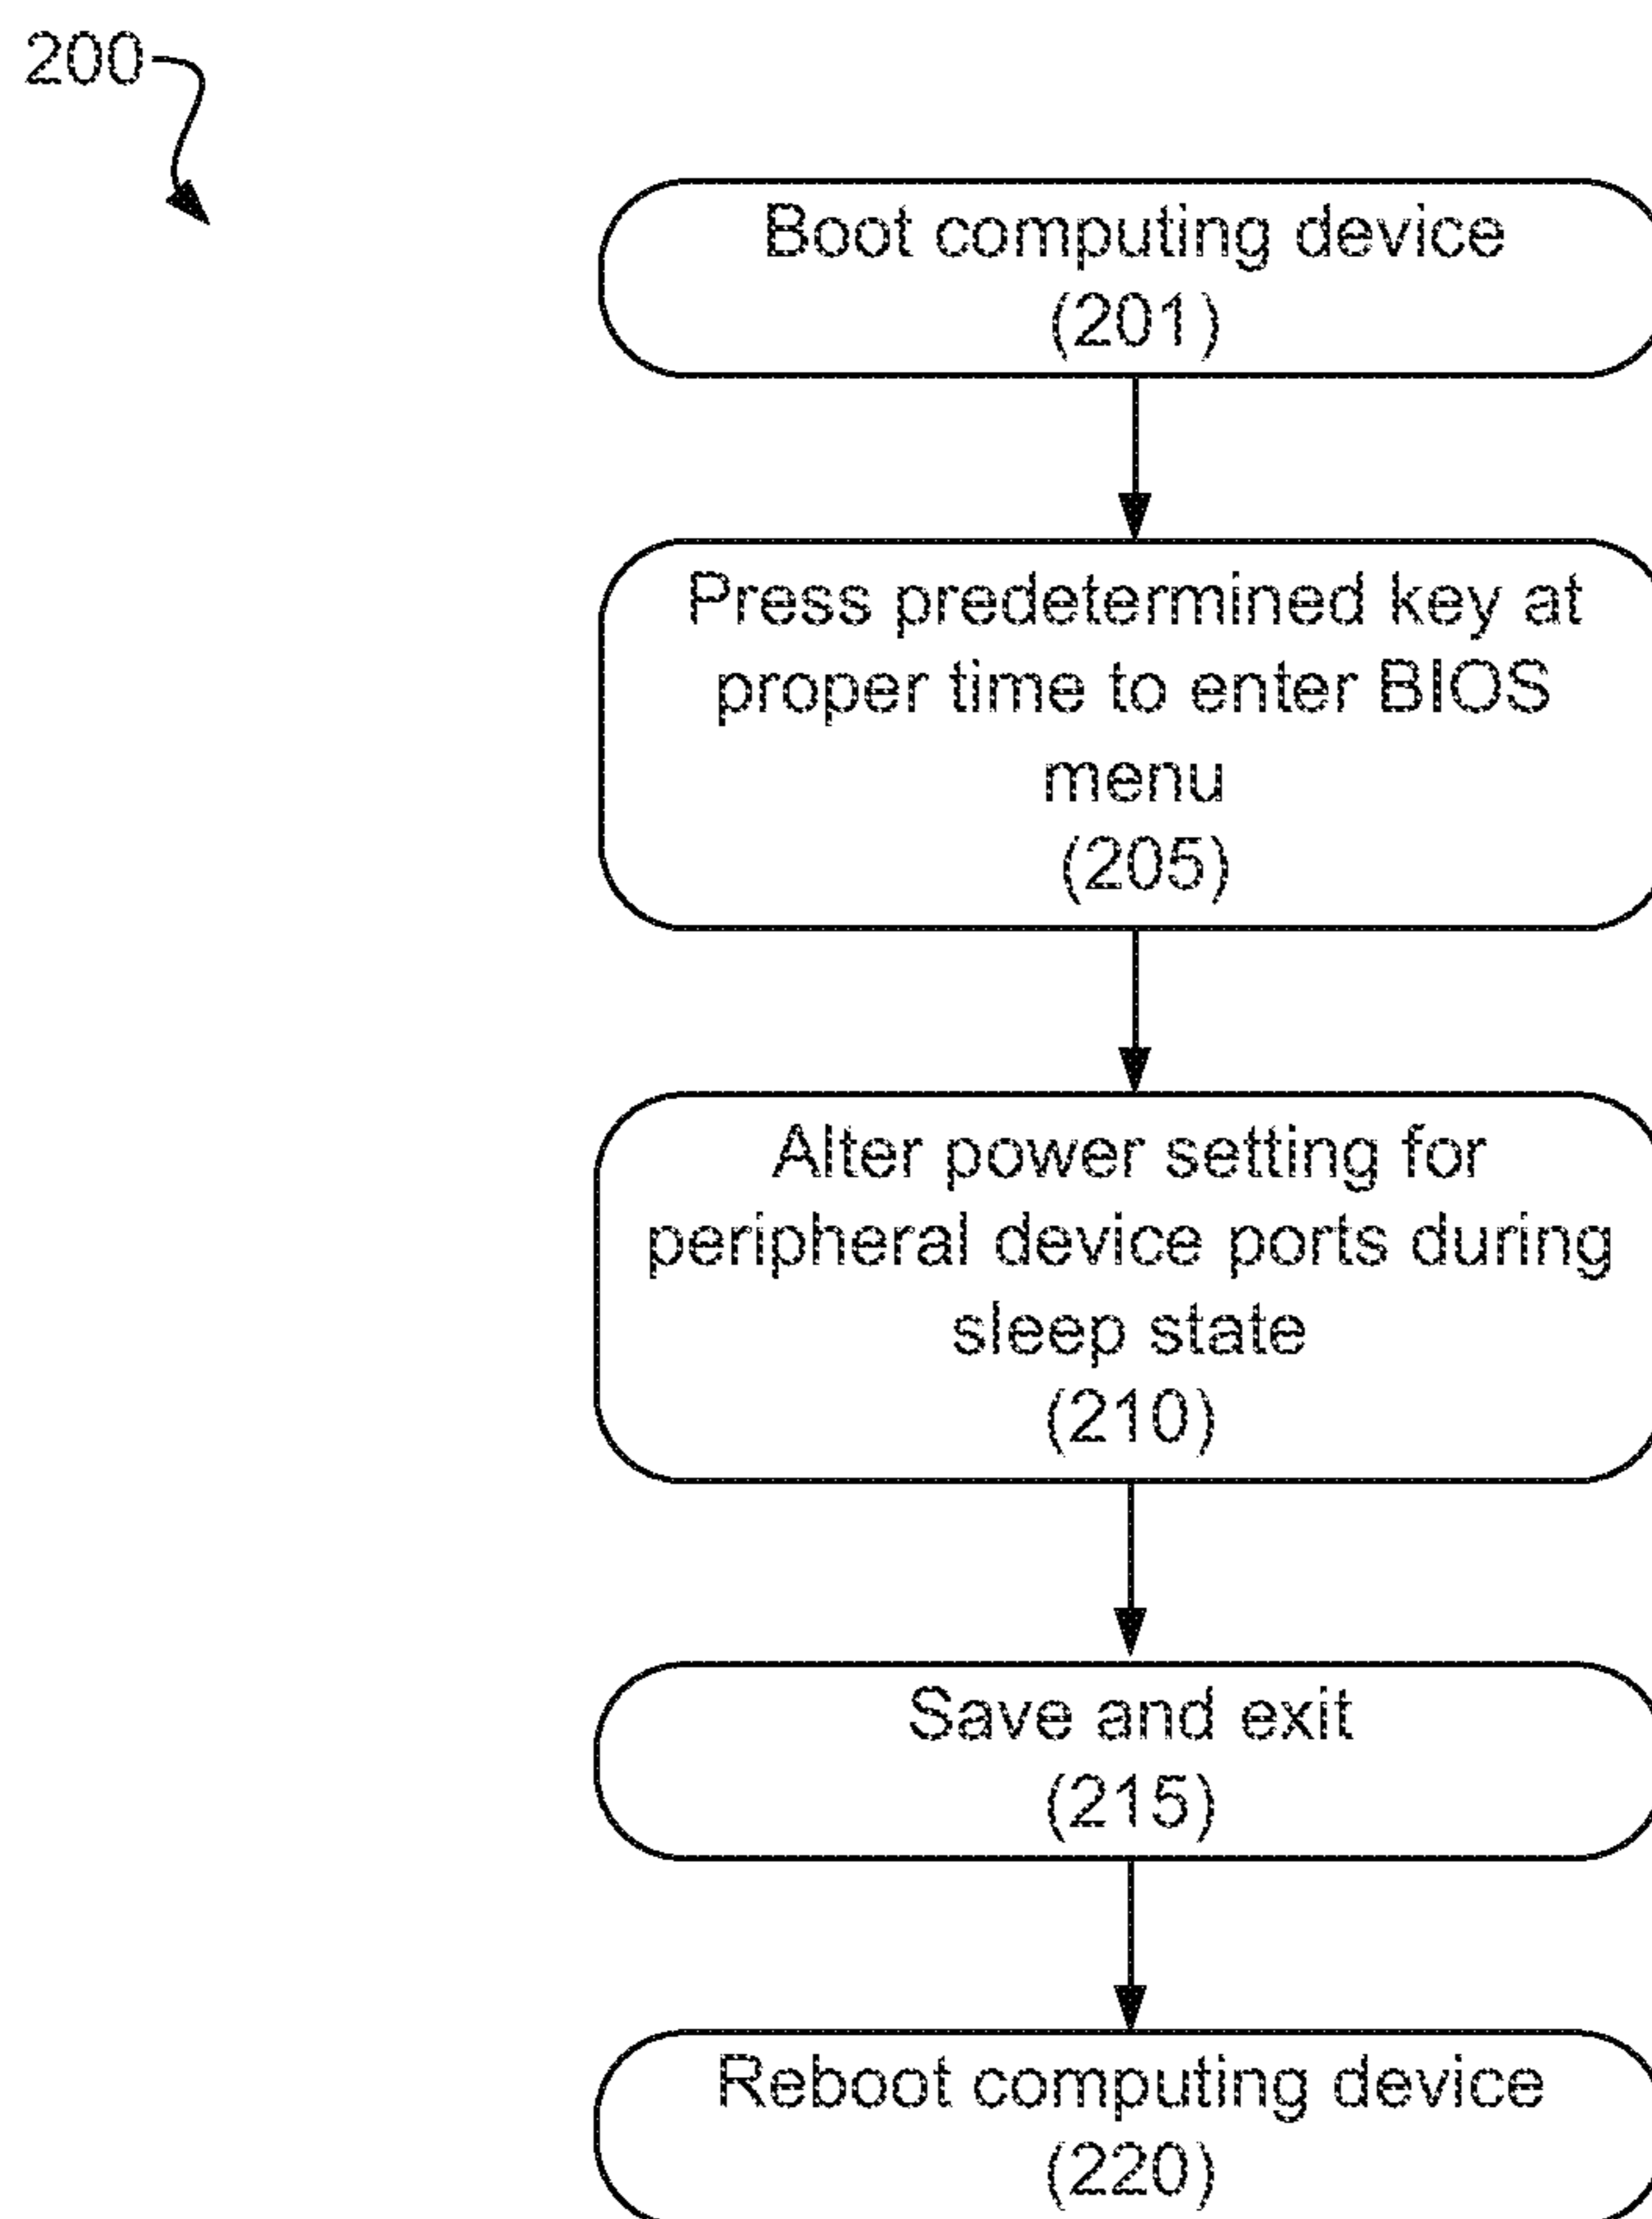 200
Boot computing device
(201)
Press predetermined key at
proper time to enter BIOS
menu
(205)
Alter power setting for
peripheral device ports during
sleep state
(210)
Save and exit
(215)
Reboot computing device
(220)